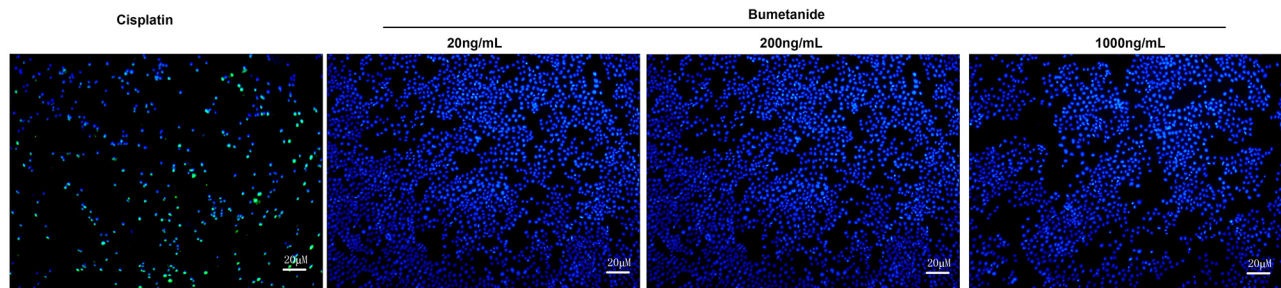 Cisplatin
Bumetanide
20ng/mL
200ng/mL
1000ng/mL
20μM
20μM
20μM
20μM